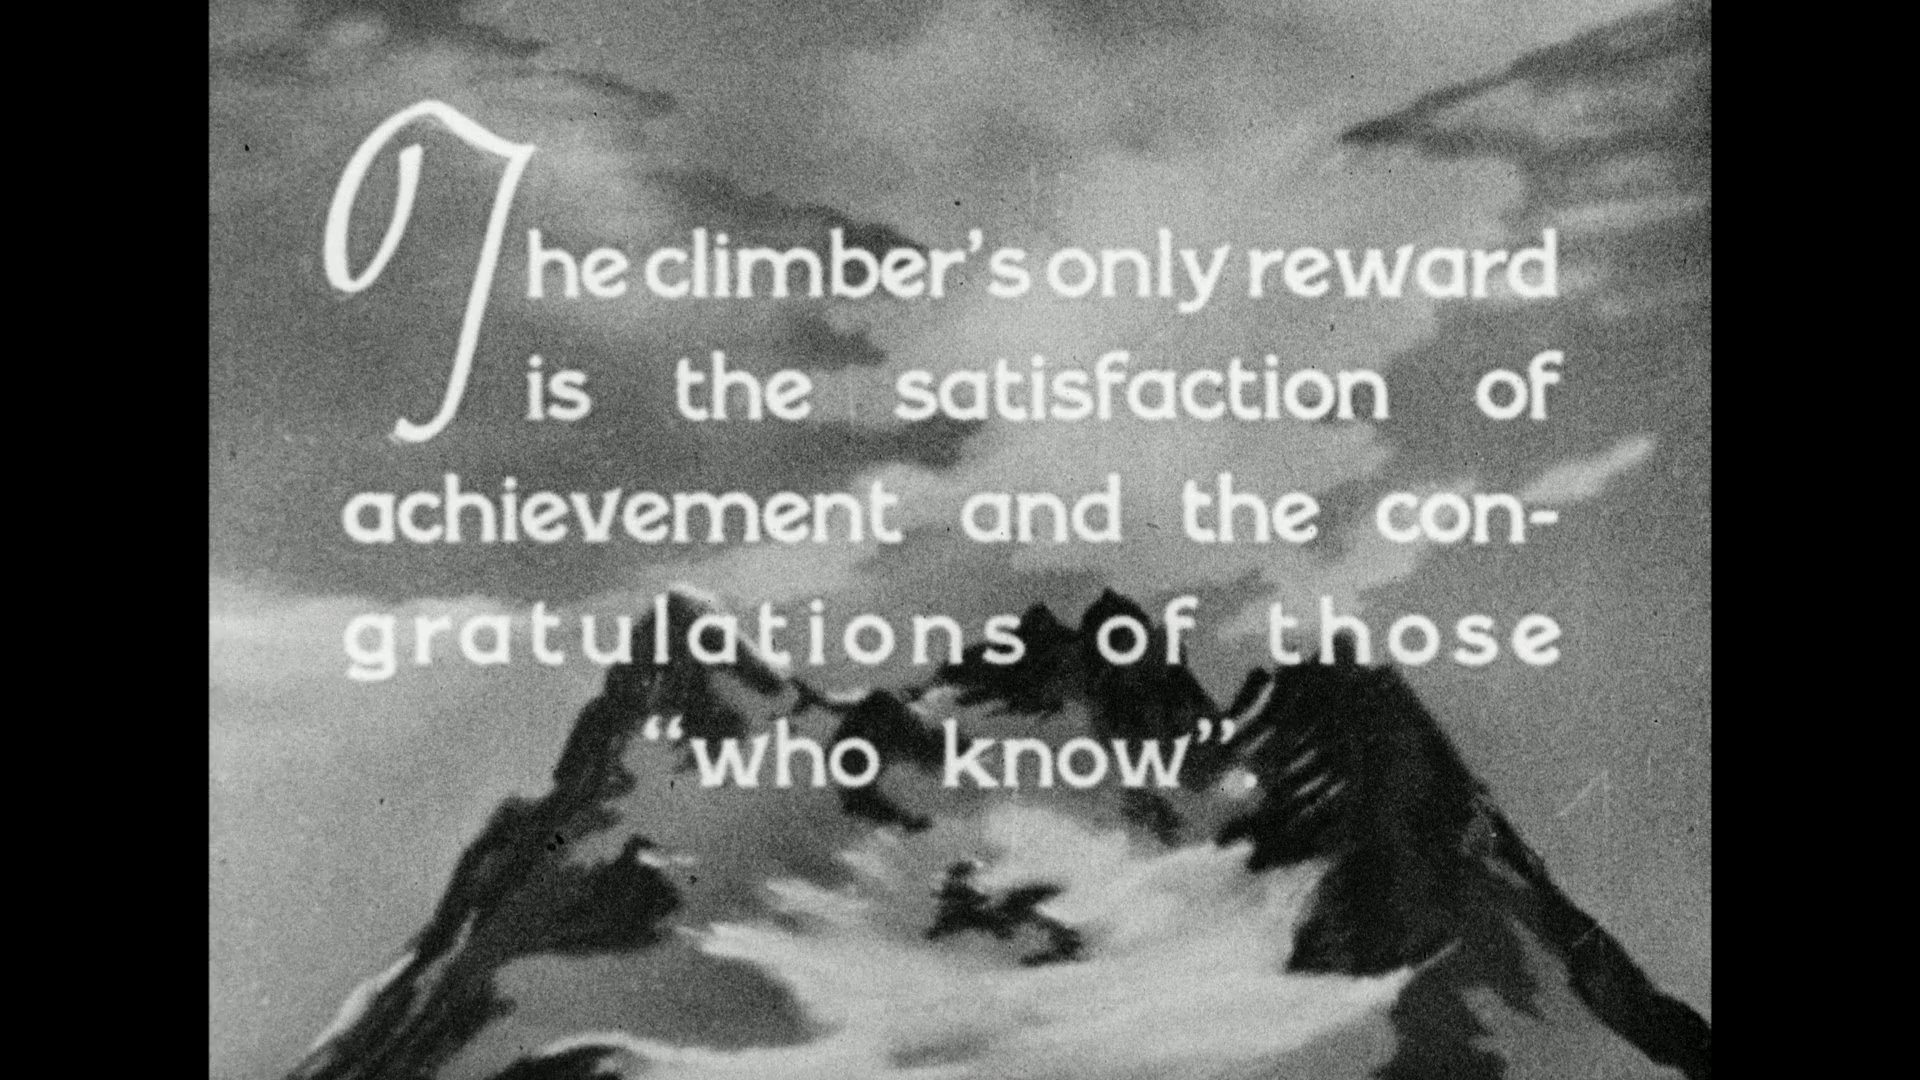 The climber's only reward
is the satisfaction of
achievement and the con-
gratulations of those
“who know”.